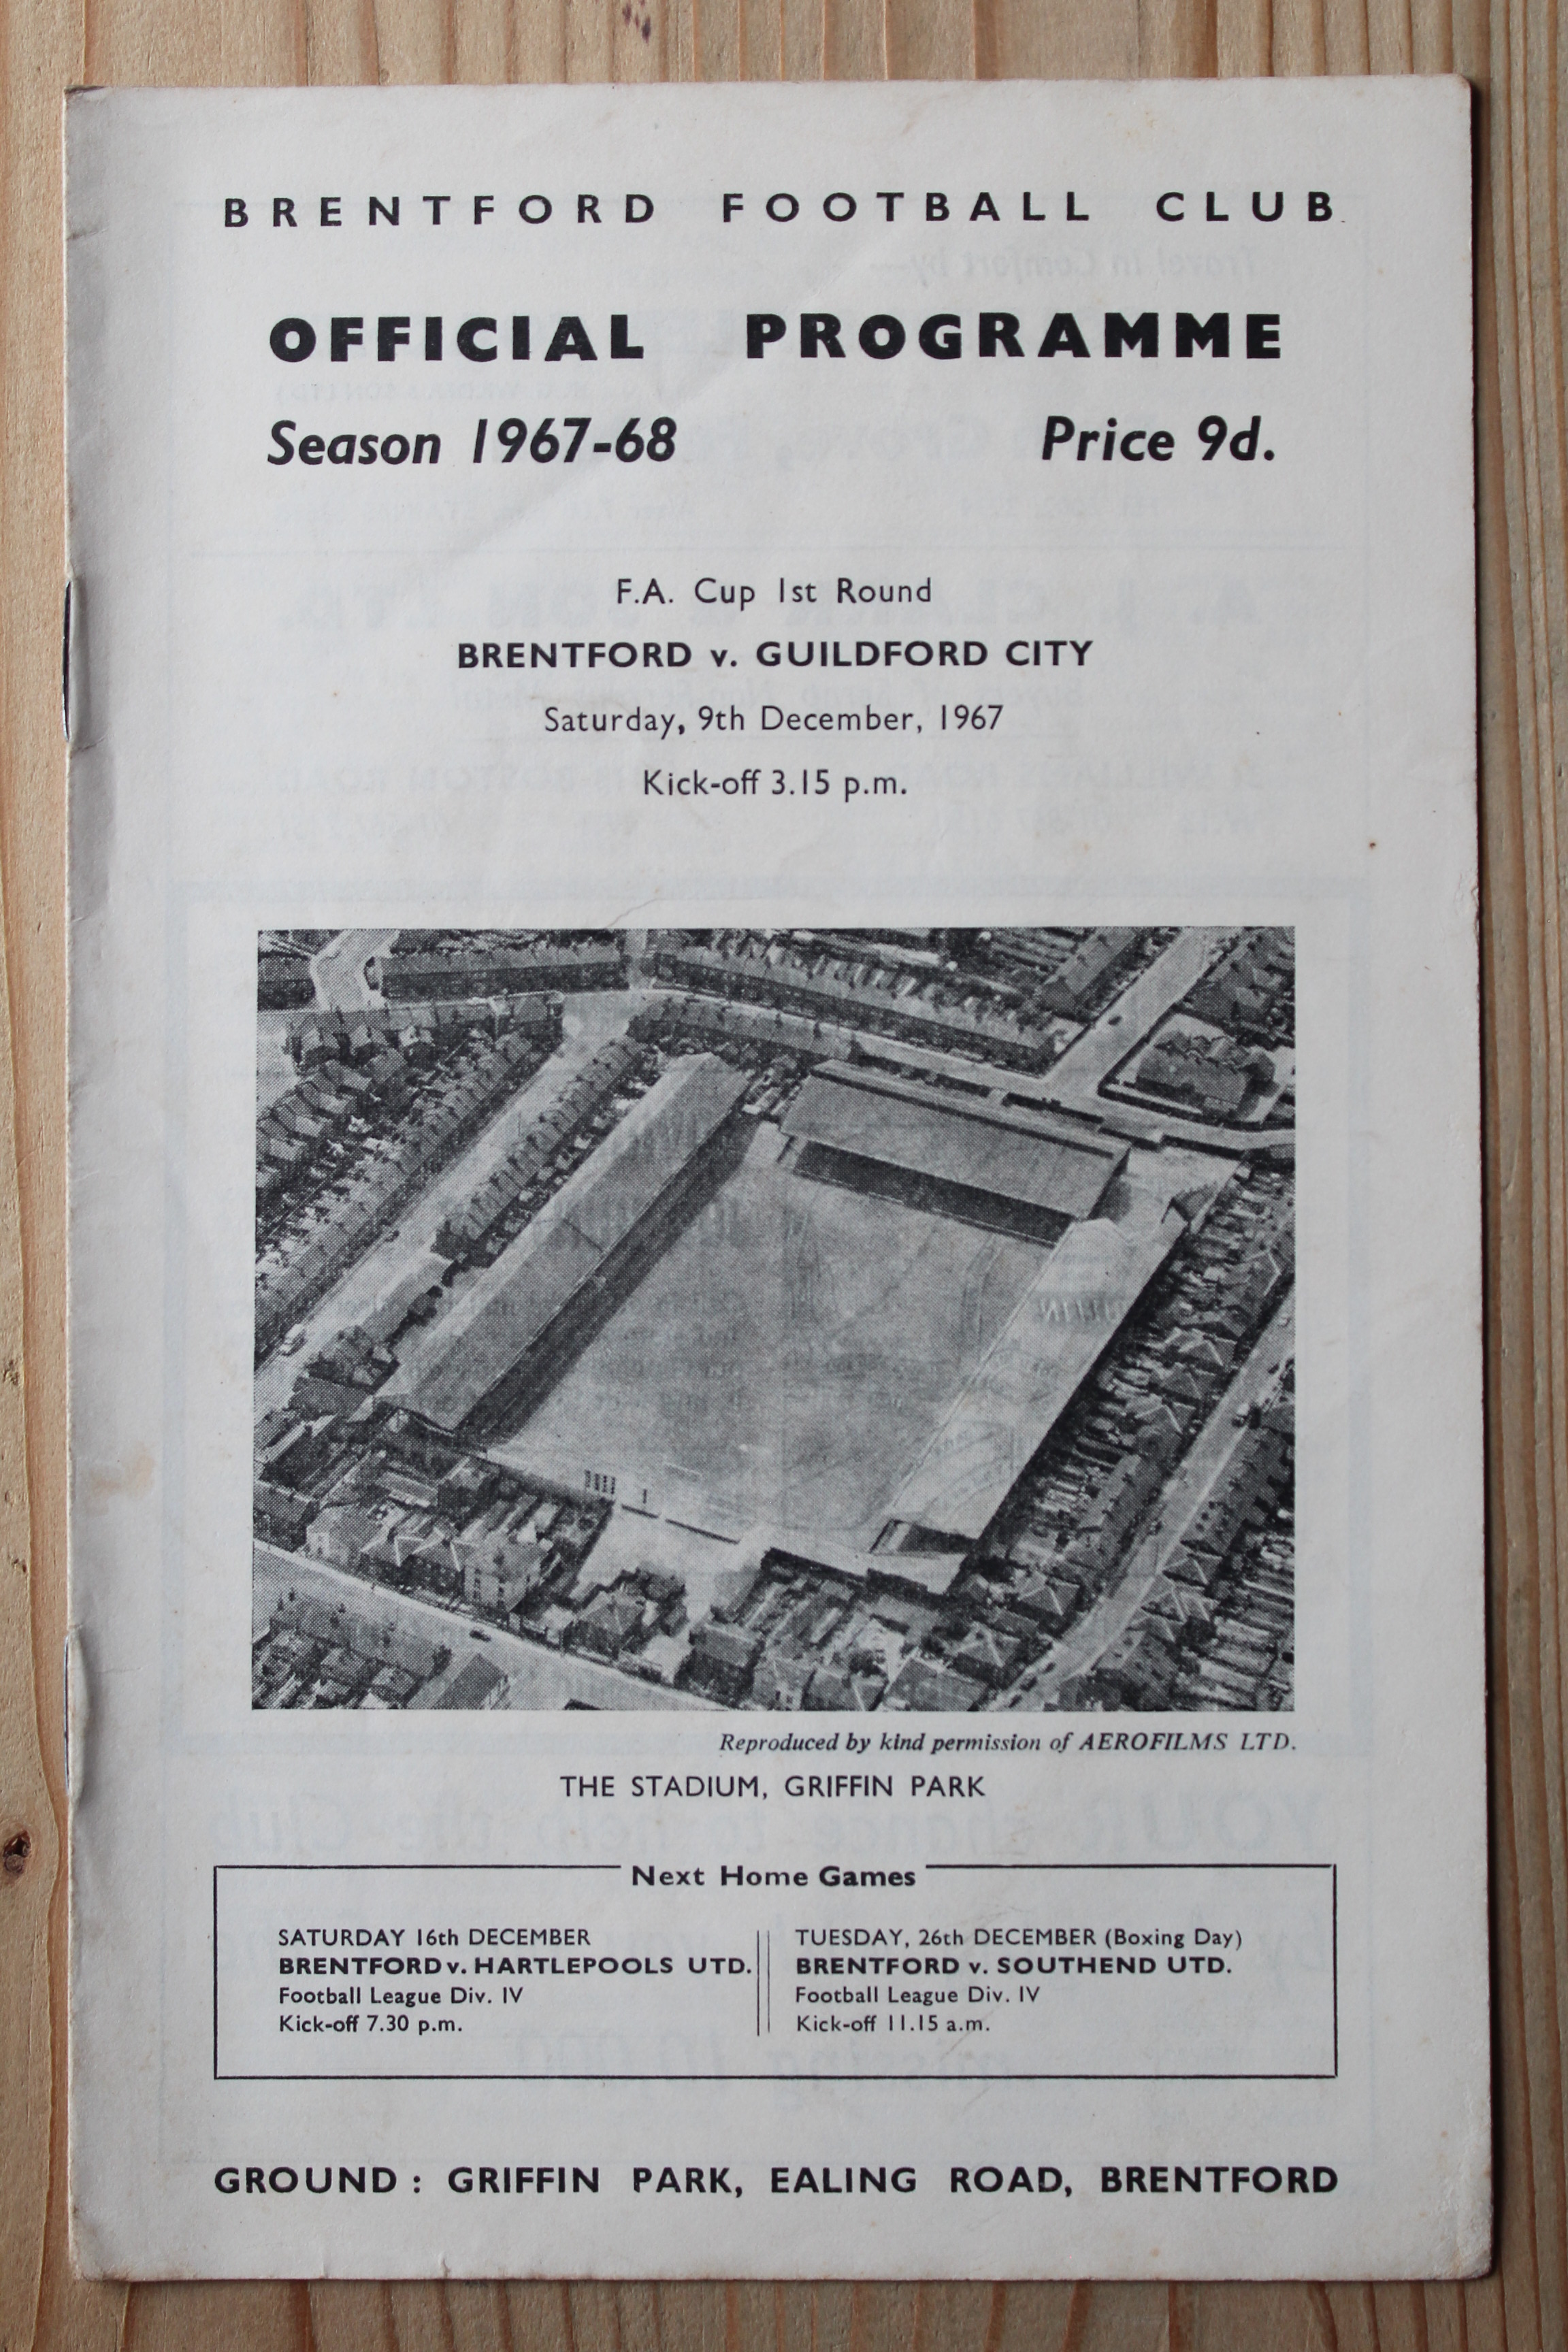 BRENTFORD FOOTBALL CLUB
OFFICIAL PROGRAMME
Season 1967-68 Price 9d.
F.A. Cup 1st Round
BRENTFORD v. GUILDFORD CITY
Saturday, 9th December, 1967
Kick-off 3.15 p.m.
Reproduced by kind permission of AEROFILMS LTD.
THE STADIUM, GRIFFIN PARK
Next Home Games
SATURDAY 16th DECEMBER
BRENTFORD v. HARTLEPOOLS UTD.
Football League Div. IV
Kick-off 7.30 p.m.
TUESDAY, 26th DECEMBER (Boxing Day)
BRENTFORD v. SOUTHEND UTD.
Football League Div. IV
Kick-off 11.15 a.m.
GROUND : GRIFFIN PARK, EALING ROAD, BRENTFORD